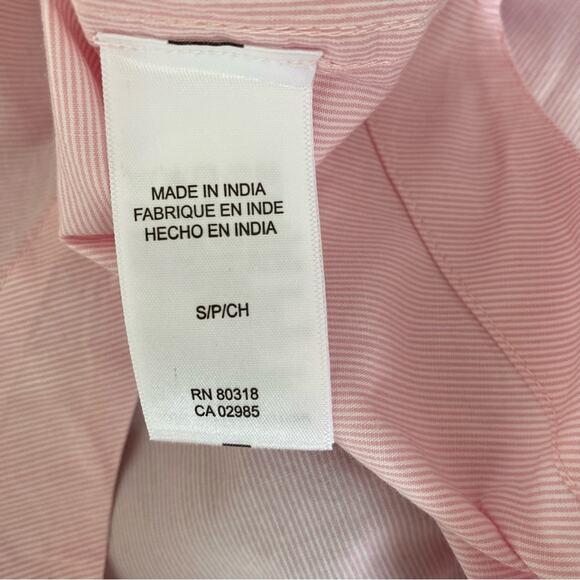 MADE IN INDIA
FABRIQUE EN INDE
HECHO EN INDIA
S/P/CH
RN 80318
CA 02985